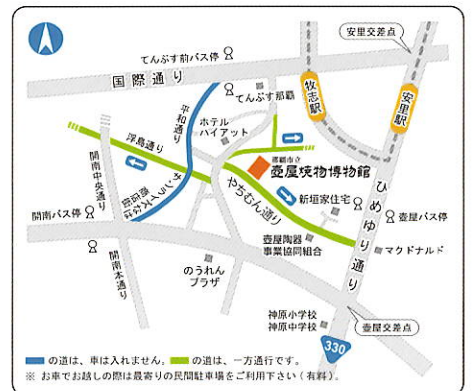 安里交差点
てんぶす前バス停
国際通り
牧志駅
安里駅
てんぶす那覇
平和通り
ホテル
ハイアット
浮島通り
那覇市立
壺屋焼物博物館
開南中央通り
サンライズなは
商店街
やちむん通り
新垣家住宅
ひめゆり通り
開南バス停
壺屋バス停
壺屋陶器
事業協同組合
マクドナルド
のうれん
プラザ
開南本通り
神原小学校
神原中学校
330
壺屋交差点
の道は、車は入れません。
の道は、一方通行です。
※ お車でお越しの際は最寄りの民間駐車場をご利用下さい(有料)。